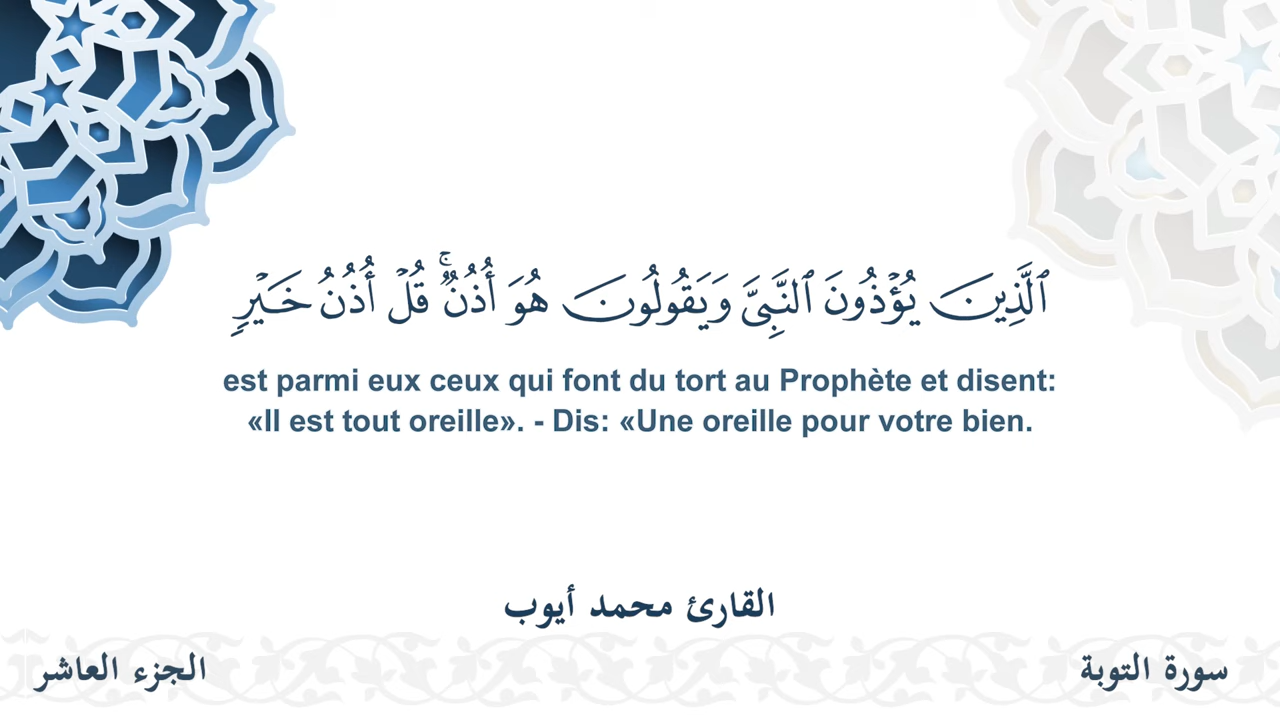 ٱلَّذِينَ يُؤْذُونَ ٱلنَّبِىَّ وَيَقُولُونَ هُوَ أُذُنٌۭ ۚ قُلْ أُذُنُ خَيْرٍۢ
est parmi eux ceux qui font du tort au Prophète et disent:
«Il est tout oreille». - Dis: «Une oreille pour votre bien.
القارئ محمد أيوب
سورة التوبة
الجزء العاشر